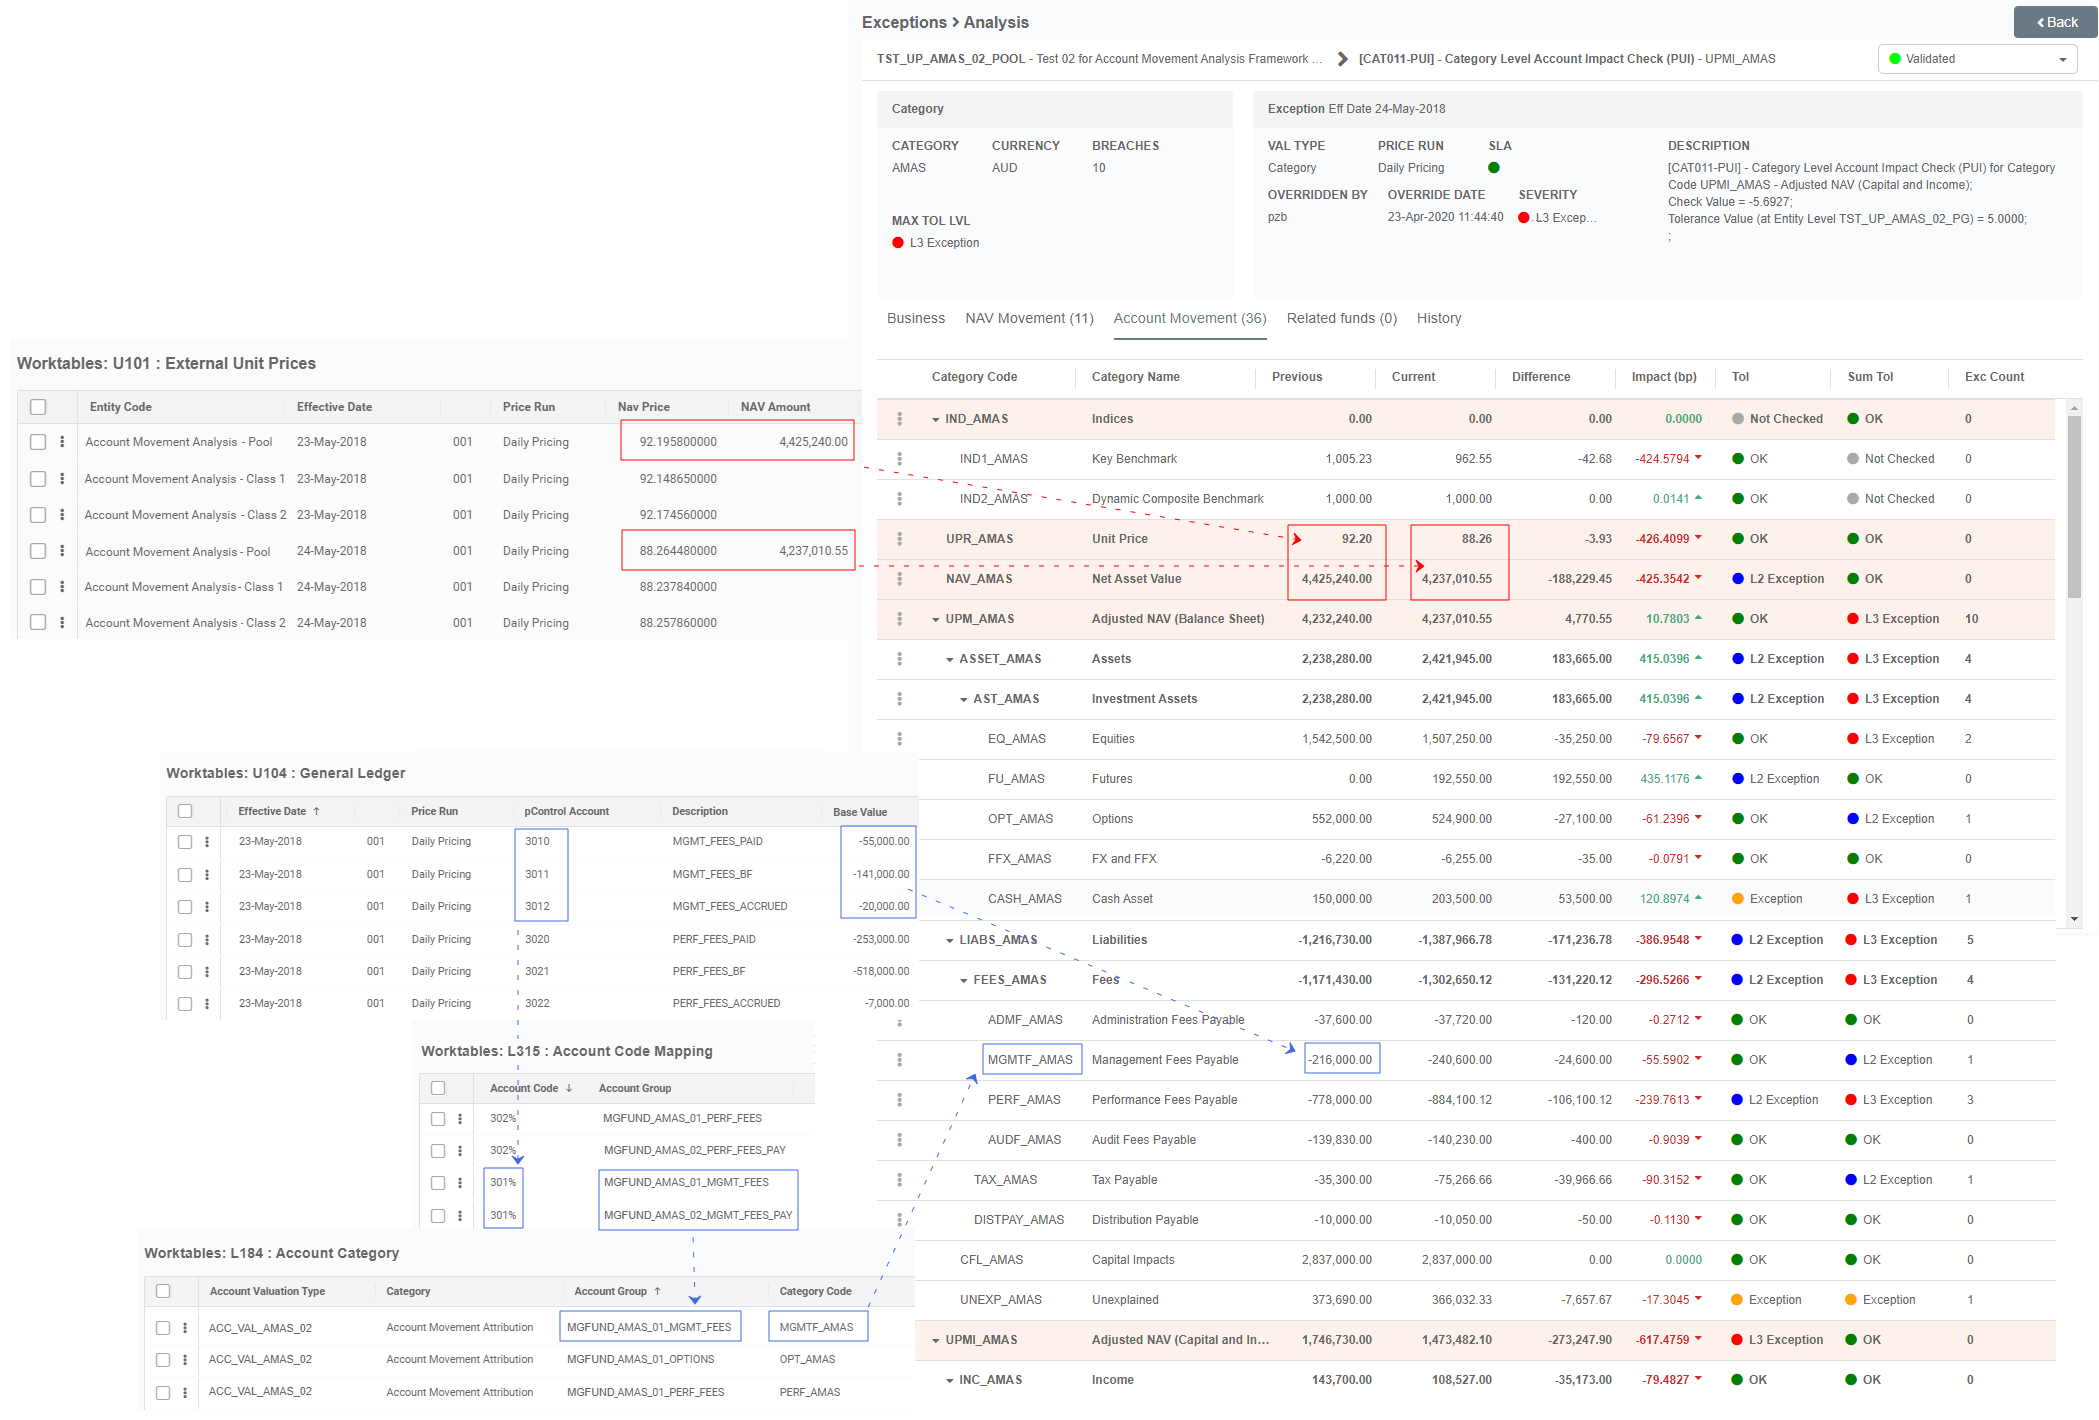 Exceptions > Analysis
Back
TST_UP_AMAS_02_POOL - Test 02 for Account Movement Analysis Framework ... > [CAT011-PUI] - Category Level Account Impact Check (PUI) - UPMI_AMAS
Validated
Category
CATEGORY CURRENCY BREACHES
AMAS AUD 10
MAX TOL LVL
L3 Exception
Exception Eff Date 24-May-2018
VAL TYPE PRICE RUN SLA
Category Daily Pricing
OVERRIDDEN BY OVERRIDE DATE SEVERITY
pzb 23-Apr-2020 11:44:40 L3 Excep...
DESCRIPTION
[CAT011-PUI] - Category Level Account Impact Check (PUI) for Category
Code UPMI_AMAS - Adjusted NAV (Capital and Income);
Check Value = -5.6927;
Tolerance Value (at Entity Level TST_UP_AMAS_02_PG) = 5.0000;
;
Business NAV Movement (11) Account Movement (36) Related funds (0) History
Category Code Category Name Previous Current Difference Impact (bp) Tol Sum Tol Exc Count
IND_AMAS Indices 0.00 0.00 0.00 0.0000 Not Checked OK 0
IND1_AMAS Key Benchmark 1,005.23 962.55 -42.68 -424.5794 OK Not Checked 0
IND2_AMAS Dynamic Composite Benchmark 1,000.00 1,000.00 0.00 0.0141 OK Not Checked 0
UPR_AMAS Unit Price 92.20 88.26 -3.93 -426.4099 OK OK 0
NAV_AMAS Net Asset Value 4,425,240.00 4,237,010.55 -188,229.45 -425.3542 L2 Exception OK 0
UPM_AMAS Adjusted NAV (Balance Sheet) 4,232,240.00 4,237,010.55 4,770.55 10.7803 OK L3 Exception 10
ASSET_AMAS Assets 2,238,280.00 2,421,945.00 183,665.00 415.0396 L2 Exception L3 Exception 4
AST_AMAS Investment Assets 2,238,280.00 2,421,945.00 183,665.00 415.0396 L2 Exception L3 Exception 4
EQ_AMAS Equities 1,542,500.00 1,507,250.00 -35,250.00 -79.6567 OK L3 Exception 2
FU_AMAS Futures 0.00 192,550.00 192,550.00 435.1176 L2 Exception OK 0
OPT_AMAS Options 552,000.00 524,900.00 -27,100.00 -61.2396 OK L2 Exception 1
FFX_AMAS FX and FFX -6,220.00 -6,255.00 -35.00 -0.0791 OK OK 0
CASH_AMAS Cash Asset 150,000.00 203,500.00 53,500.00 120.8974 Exception L3 Exception 1
LIABS_AMAS Liabilities -1,216,730.00 -1,387,966.78 -171,236.78 -386.9548 L2 Exception L3 Exception 5
FEES_AMAS Fees -1,171,430.00 -1,302,650.12 -131,220.12 -296.5266 L2 Exception L3 Exception 4
ADMF_AMAS Administration Fees Payable -37,600.00 -37,720.00 -120.00 -0.2712 OK OK 0
MGMTF_AMAS Management Fees Payable -216,000.00 -240,600.00 -24,600.00 -55.5902 OK L2 Exception 1
PERF_AMAS Performance Fees Payable -778,000.00 -884,100.12 -106,100.12 -239.7613 L2 Exception L3 Exception 3
AUDF_AMAS Audit Fees Payable -139,830.00 -140,230.00 -400.00 -0.9039 OK OK 0
TAX_AMAS Tax Payable -35,300.00 -75,266.66 -39,966.66 -90.3152 OK L2 Exception 1
DISTPAY_AMAS Distribution Payable -10,000.00 -10,050.00 -50.00 -0.1130 OK OK 0
CFL_AMAS Capital Impacts 2,837,000.00 2,837,000.00 0.00 0.0000 OK OK 0
UNEXP_AMAS Unexplained 373,690.00 366,032.33 -7,657.67 -17.3045 Exception Exception 1
UPMI_AMAS Adjusted NAV (Capital and In... 1,746,730.00 1,473,482.10 -273,247.90 -617.4759 L3 Exception OK 0
INC_AMAS Income 143,700.00 108,527.00 -35,173.00 -79.4827 OK OK 0
Worktables: U101 : External Unit Prices
Entity Code Effective Date Price Run Nav Price NAV Amount
Account Movement Analysis - Pool 23-May-2018 001 Daily Pricing 92.195800000 4,425,240.00
Account Movement Analysis - Class 1 23-May-2018 001 Daily Pricing 92.148650000
Account Movement Analysis - Class 2 23-May-2018 001 Daily Pricing 92.174560000
Account Movement Analysis - Pool 24-May-2018 001 Daily Pricing 88.264480000 4,237,010.55
Account Movement Analysis- Class 1 24-May-2018 001 Daily Pricing 88.237840000
Account Movement Analysis - Class 2 24-May-2018 001 Daily Pricing 88.257860000
Worktables: U104 : General Ledger
Effective Date ↑ Price Run pControl Account Description Base Value
23-May-2018 001 Daily Pricing 3010 MGMT_FEES_PAID -55,000.00
23-May-2018 001 Daily Pricing 3011 MGMT_FEES_BF -141,000.00
23-May-2018 001 Daily Pricing 3012 MGMT_FEES_ACCRUED -20,000.00
23-May-2018 001 Daily Pricing 3020 PERF_FEES_PAID -253,000.00
23-May-2018 001 Daily Pricing 3021 PERF_FEES_BF -518,000.00
23-May-2018 001 Daily Pricing 3022 PERF_FEES_ACCRUED -7,000.00
Worktables: L315 : Account Code Mapping
Account Code ↓ Account Group
302% MGFUND_AMAS_01_PERF_FEES
302% MGFUND_AMAS_02_PERF_FEES_PAY
301% MGFUND_AMAS_01_MGMT_FEES
301% MGFUND_AMAS_02_MGMT_FEES_PAY
Worktables: L184 : Account Category
Account Valuation Type Category Account Group ↑ Category Code
ACC_VAL_AMAS_02 Account Movement Attribution MGFUND_AMAS_01_MGMT_FEES MGMTF_AMAS
ACC_VAL_AMAS_02 Account Movement Attribution MGFUND_AMAS_01_OPTIONS OPT_AMAS
ACC_VAL_AMAS_02 Account Movement Attribution MGFUND_AMAS_01_PERF_FEES PERF_AMAS